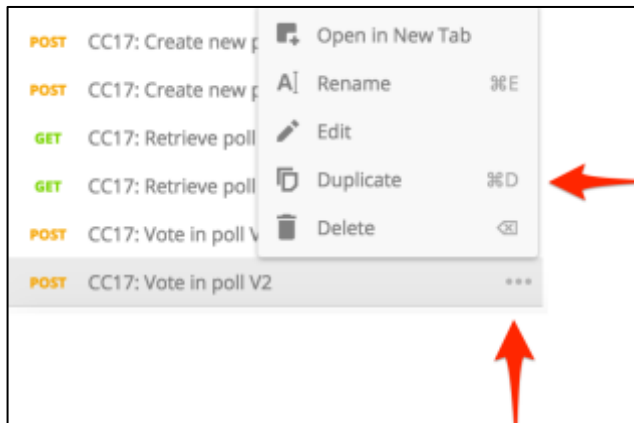 POST CC17: Create new p
Open in New Tab
POST CC17: Create new p
Rename ⌘E
GET CC17: Retrieve poll
Edit
GET CC17: Retrieve poll
Duplicate ⌘D
POST CC17: Vote in poll V
Delete ⌫
POST CC17: Vote in poll V2